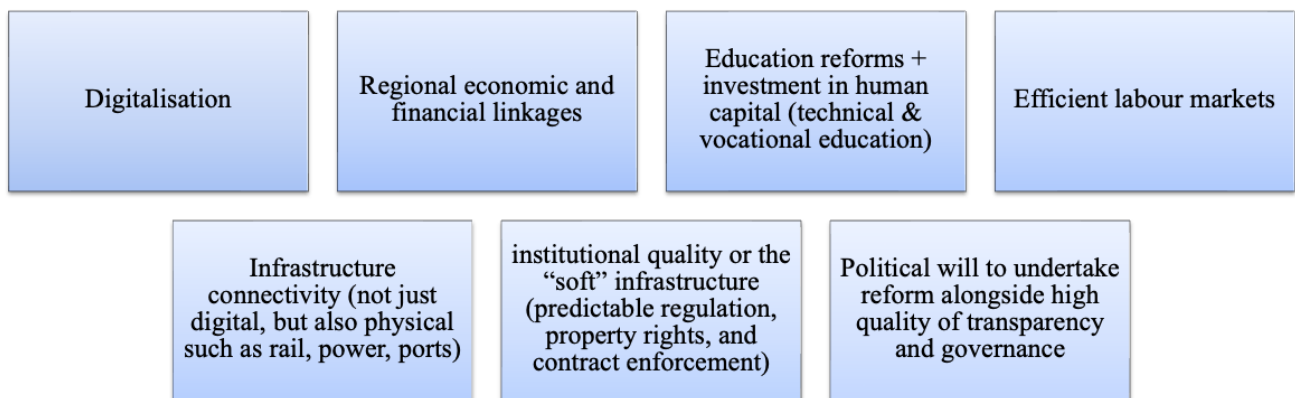 Digitalisation
Regional economic and
financial linkages
Education reforms +
investment in human
capital (technical &
vocational education)
Efficient labour markets
Infrastructure
connectivity (not just
digital, but also physical
such as rail, power, ports)
institutional quality or the
“soft” infrastructure
(predictable regulation,
property rights, and
contract enforcement)
Political will to undertake
reform alongside high
quality of transparency
and governance